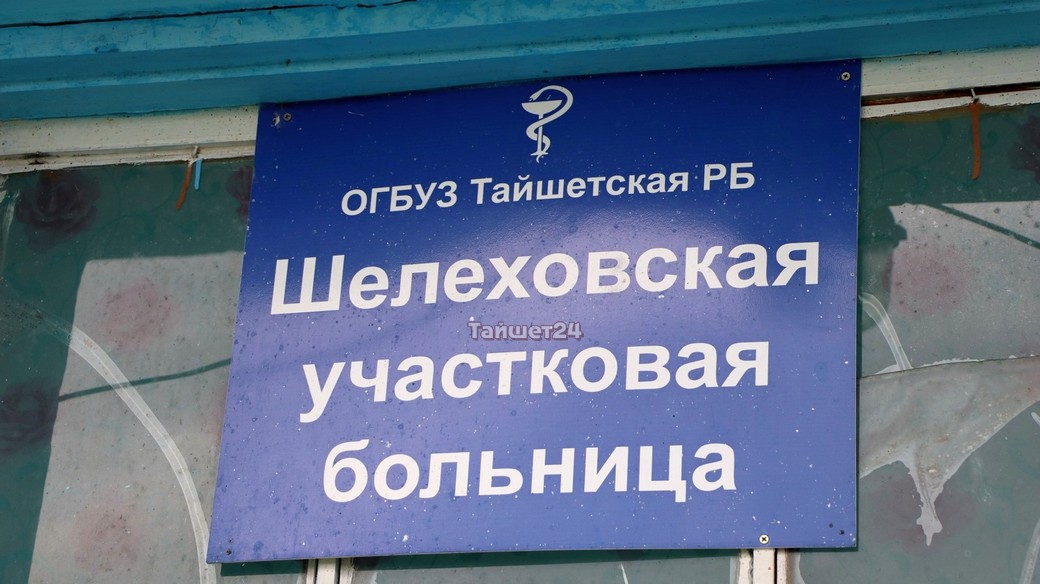 ОГБУЗ Тайшетская РБ
Шелеховская
Тайшет24
участковая
больница